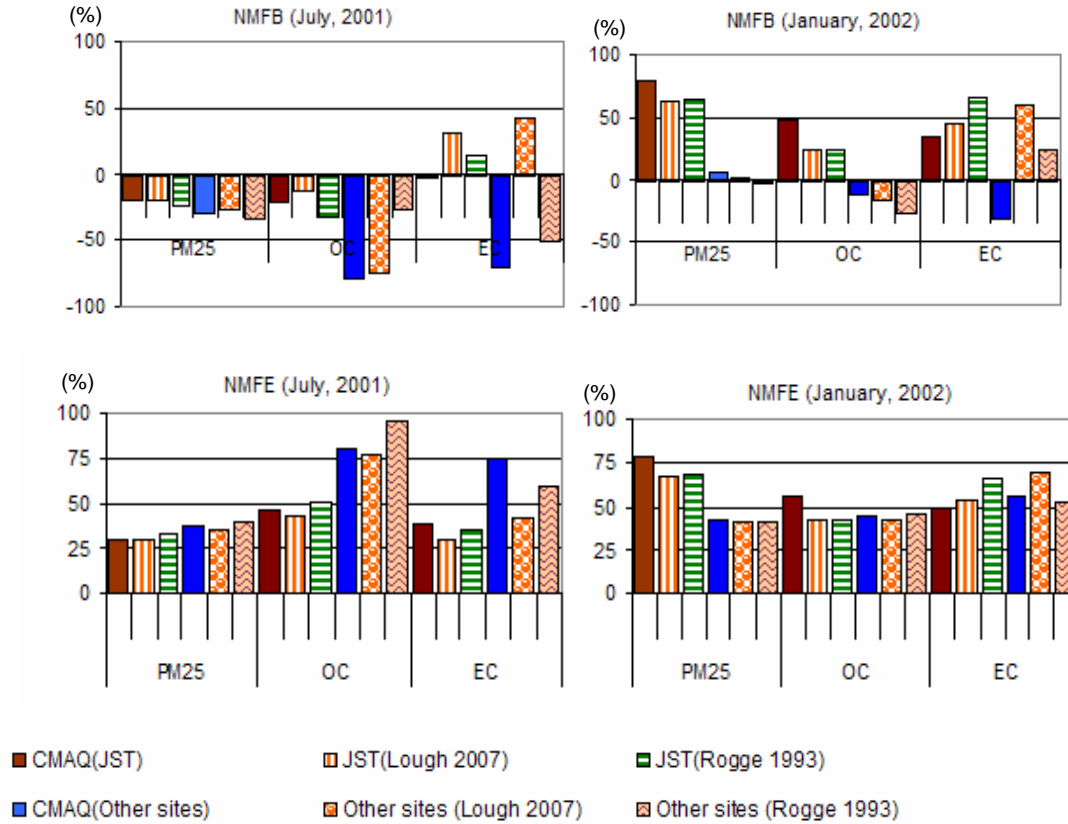 (%)
NMFB (July, 2001)
100
50
0
-50
-100
PM25
OC
EC
(%)
NMFB (January, 2002)
100
50
0
-50
-100
PM25
OC
EC
(%)
NMFE (July, 2001)
100
75
50
25
0
PM25
OC
EC
(%)
NMFE (January, 2002)
100
75
50
25
0
PM25
OC
EC
CMAQ(JST)
JST(Lough 2007)
JST(Rogge 1993)
CMAQ(Other sites)
Other sites (Lough 2007)
Other sites (Rogge 1993)